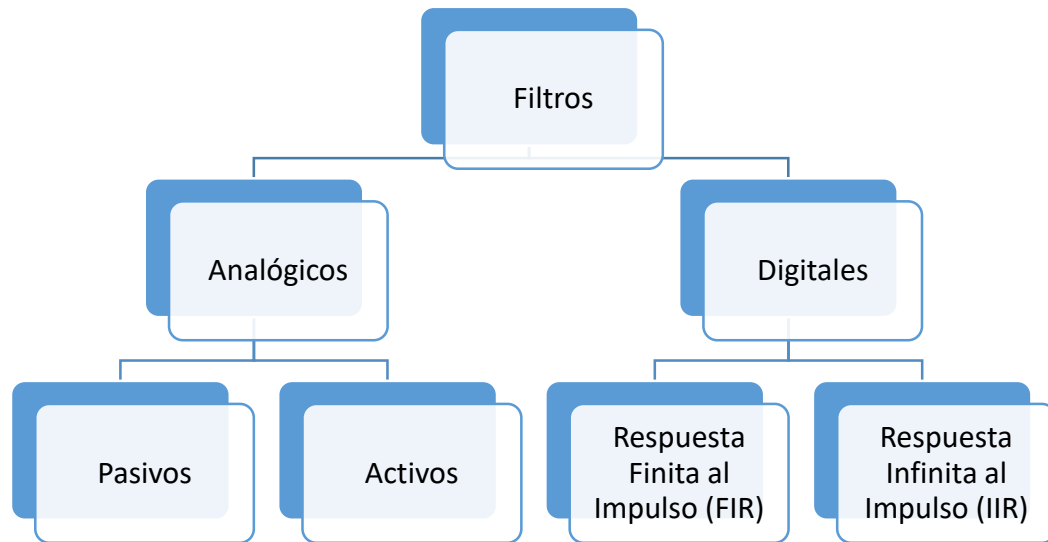 Filtros
Analógicos
Digitales
Pasivos
Activos
Respuesta
Finita al
Impulso (FIR)
Respuesta
Infinita al
Impulso (IIR)